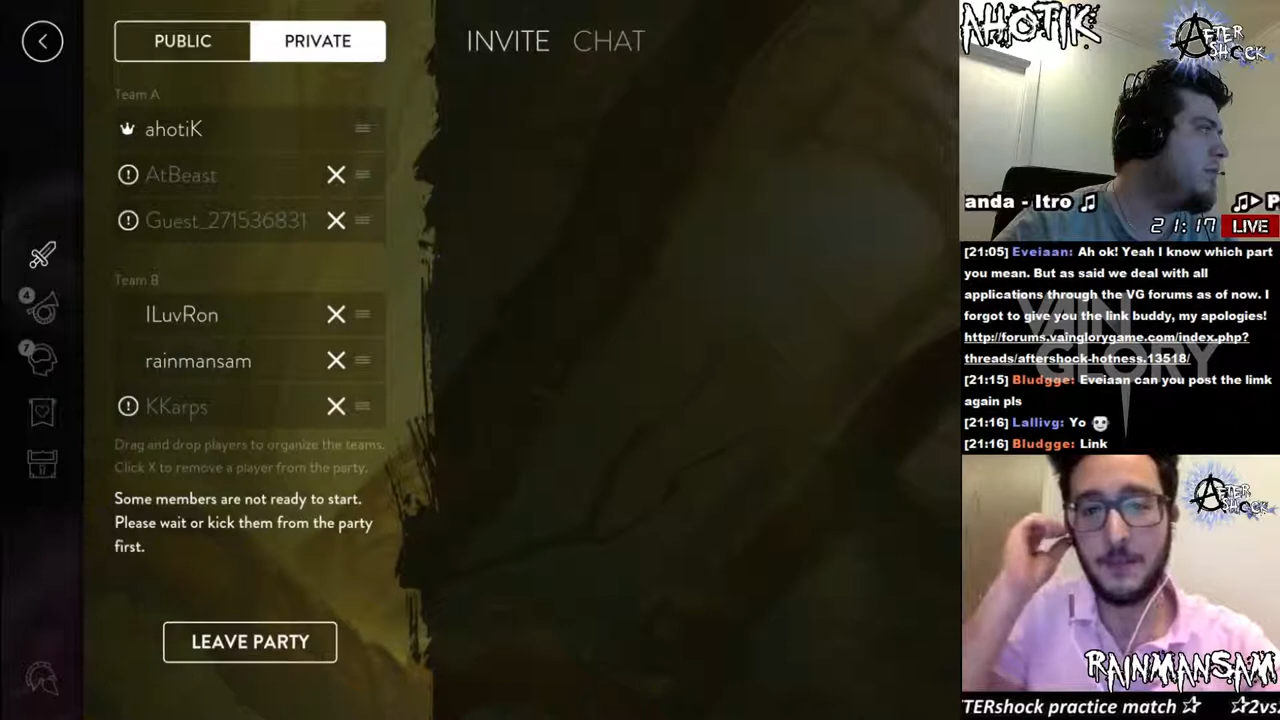 PUBLIC
PRIVATE
INVITE
CHAT
Team A
ahotiK
AtBeast
Guest_271536831
Team B
ILuvRon
rainmansam
KKarps
Drag and drop players to organize the teams.
Click X to remove a player from the party.
Some members are not ready to start.
Please wait or kick them from the party
first.
LEAVE PARTY
4
7
AHOTIK
AFTER
SHOCK
anda - Itro ♫
♫▶ P
21:17
LIVE
[21:05] Eveiaan: Ah ok! Yeah I know which part
you mean. But as said we deal with all
applications through the VG forums as of now. I
forgot to give you the link buddy, my apologies!
http://forums.vainglorygame.com/index.php?
threads/aftershock-hotness.13518/
[21:15] Bludgge: Eveiaan can you post the limk
again pls
[21:16] Lallivg: Yo
[21:16] Bludgge: Link
VAIN
GLORY
AFTER
SHOCK
RAINMANSAM
TERshock practice match ☆ ☆2vs.